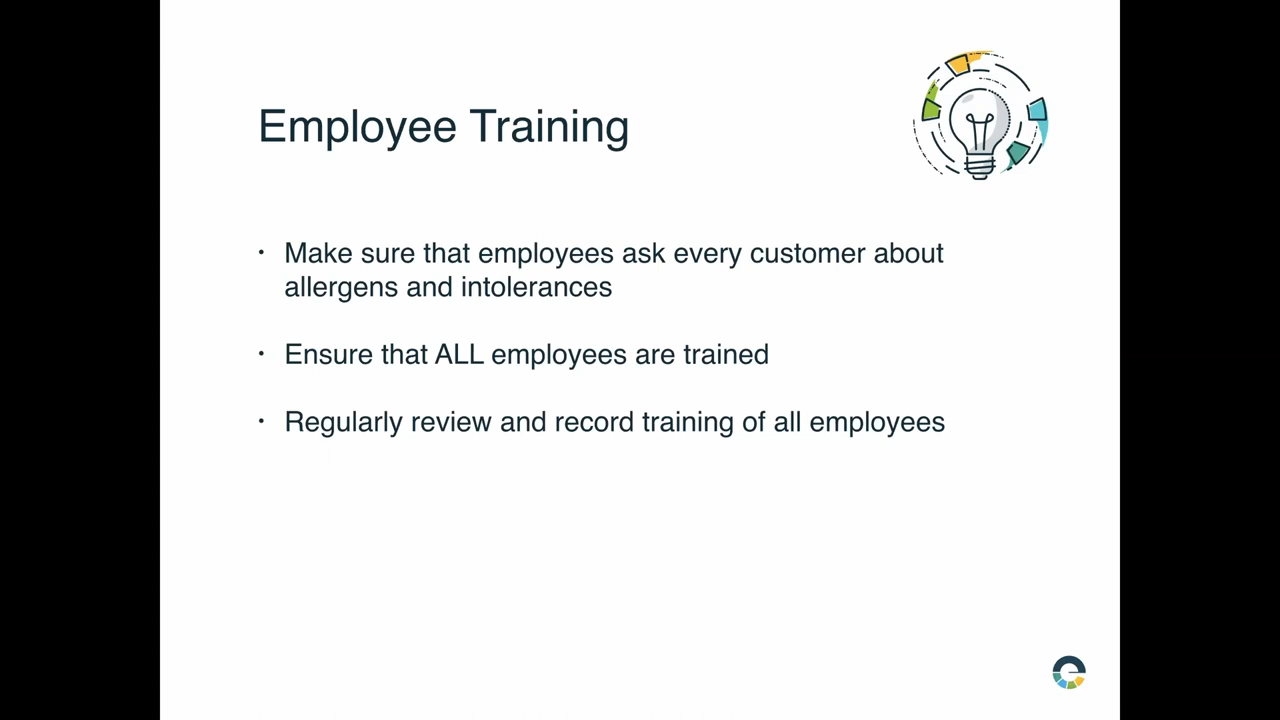 Employee Training
• Make sure that employees ask every customer about
allergens and intolerances
• Ensure that ALL employees are trained
• Regularly review and record training of all employees